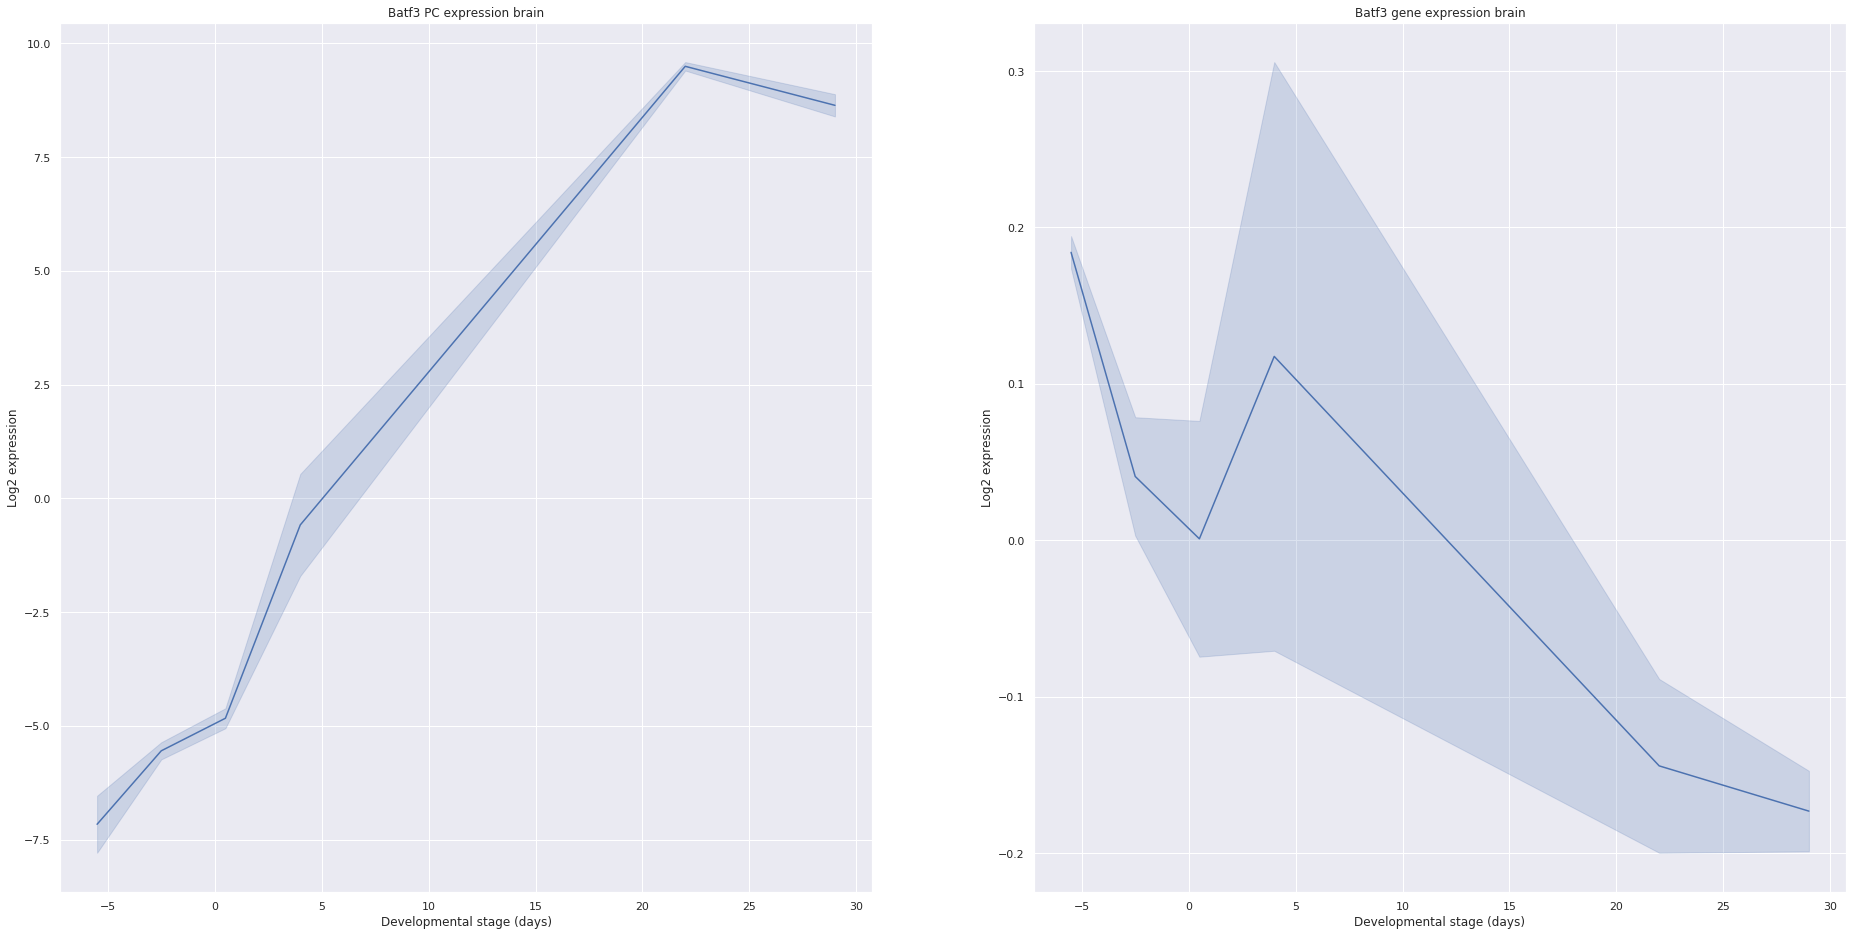 Batf3 PC expression brain
10.0
7.5
5.0
2.5
0.0
−2.5
−5.0
−7.5
Log2 expression
−5 0 5 10 15 20 25 30
Developmental stage (days)
Batf3 gene expression brain
0.3
0.2
0.1
0.0
−0.1
−0.2
Log2 expression
−5 0 5 10 15 20 25 30
Developmental stage (days)